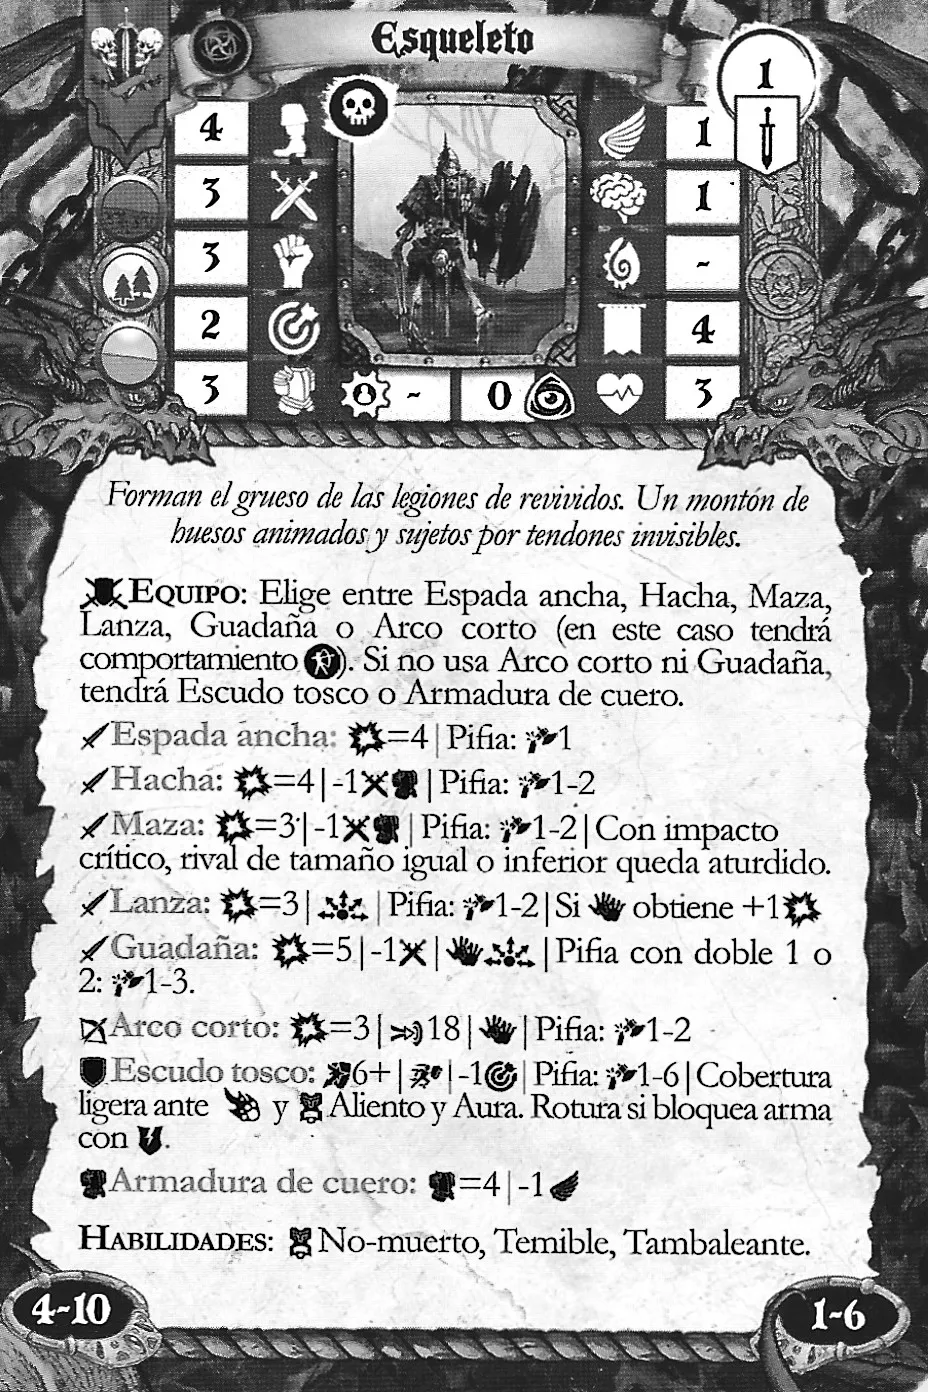 Esqueleto
1
4
3
3
2
3
1
1
-
4
3
-
0
Forman el grueso de las legiones de revividos. Un montón de
huesos animados y sujetos por tendones invisibles.
EQUIPO: Elige entre Espada ancha, Hacha, Maza,
Lanza, Guadaña o Arco corto (en este caso tendrá
comportamiento ). Si no usa Arco corto ni Guadaña,
tendrá Escudo tosco o Armadura de cuero.
Espada ancha: =4| Pifia: 1
Hacha: =4| -1 | Pifia: 1-2
Maza: =3| -1 | Pifia: 1-2| Con impacto
crítico, rival de tamaño igual o inferior queda aturdido.
Lanza: =3| | Pifia: 1-2| Si obtiene +1
Guadaña: =5| -1 | | Pifia con doble 1 o
2: 1-3.
Arco corto: =3| 18| | Pifia: 1-2
Escudo tosco: 6+| | -1 | Pifia: 1-6| Cobertura
ligera ante y Aliento y Aura. Rotura si bloquea arma
con .
Armadura de cuero: =4| -1
HABILIDADES: No-muerto, Temible, Tambaleante.
4-10
1-6